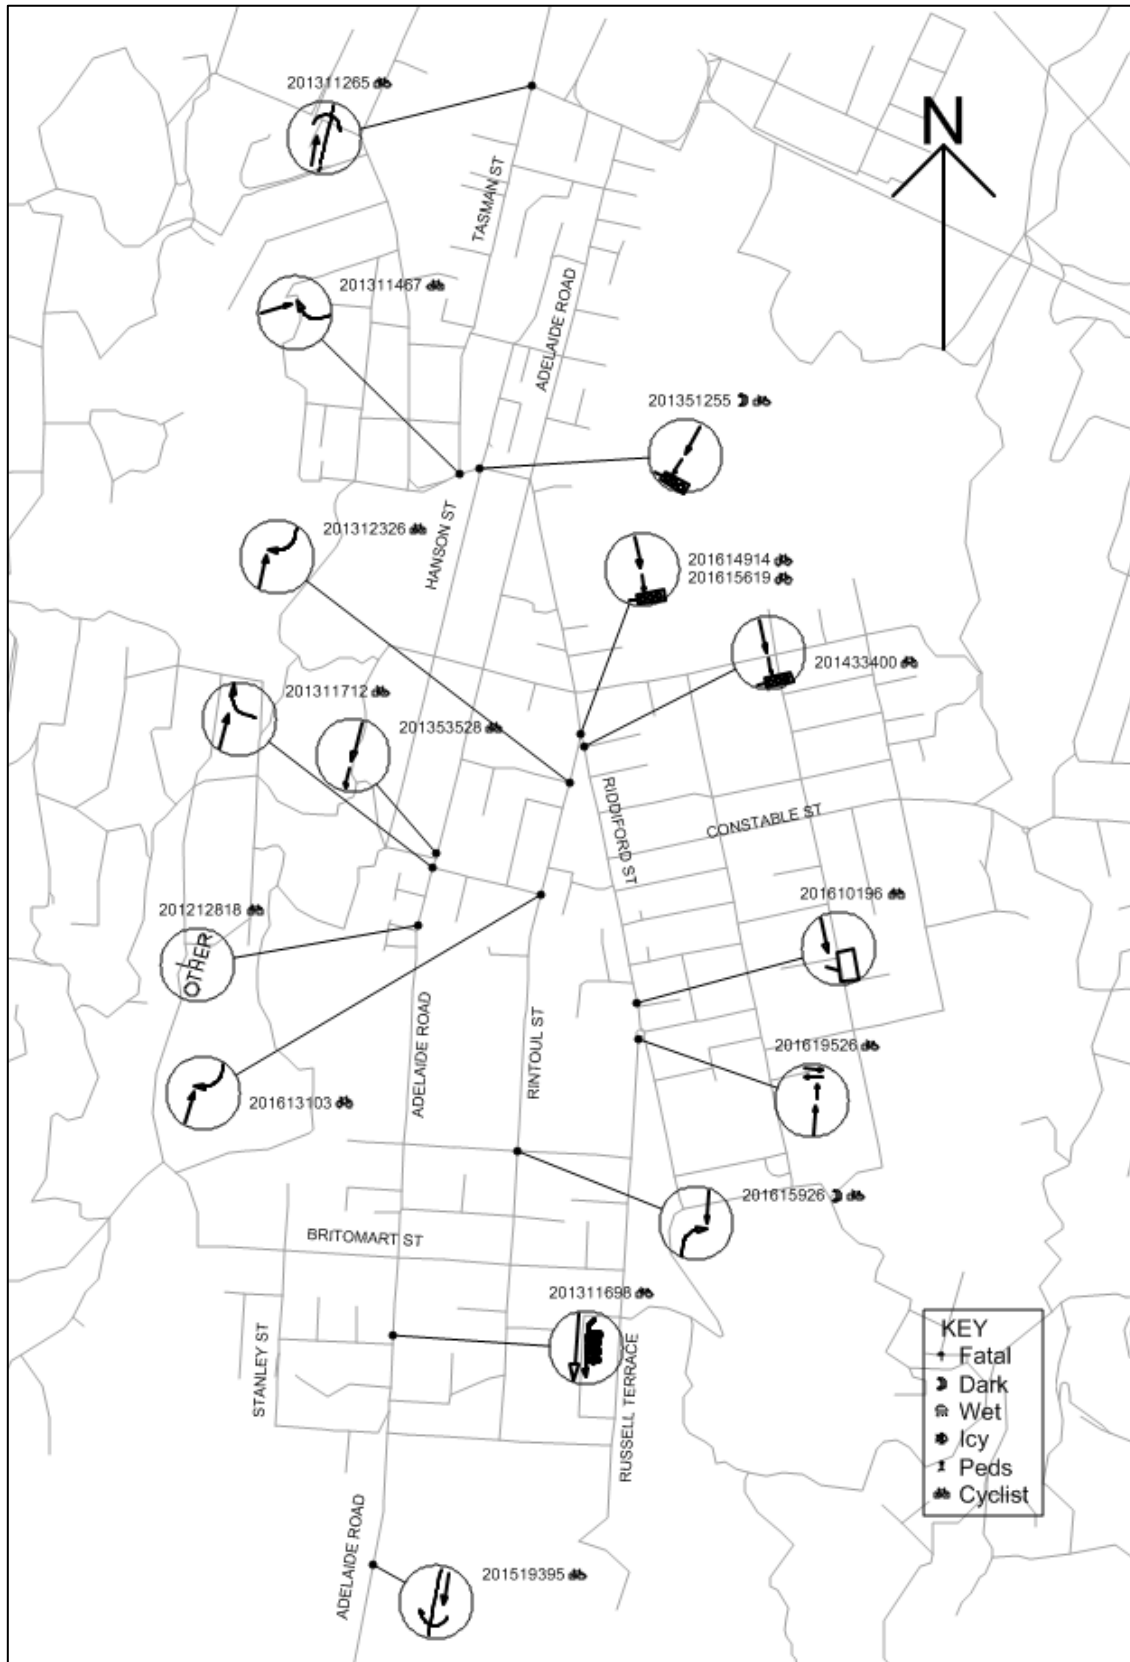 201311265
N
TASMAN ST
201311467
ADELAIDE ROAD
201351255
HANSON ST
201312326
201614914
201615619
201433400
201311712
201353528
RIDDIFORD ST
CONSTABLE ST
201610196
201212818
OTHER
ADELAIDE ROAD
RINTOUL ST
201619526
201613103
201615926
BRITOMART ST
201311698
STANLEY ST
RUSSELL TERRACE
KEY
Fatal
Dark
Wet
Icy
Peds
Cyclist
ADELAIDE ROAD
201519395